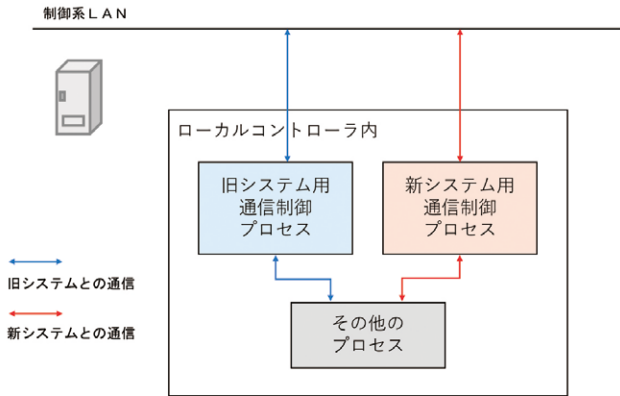 制御系ＬＡＮ
ローカルコントローラ内
旧システム用
通信制御
プロセス
新システム用
通信制御
プロセス
その他の
プロセス
旧システムとの通信
新システムとの通信